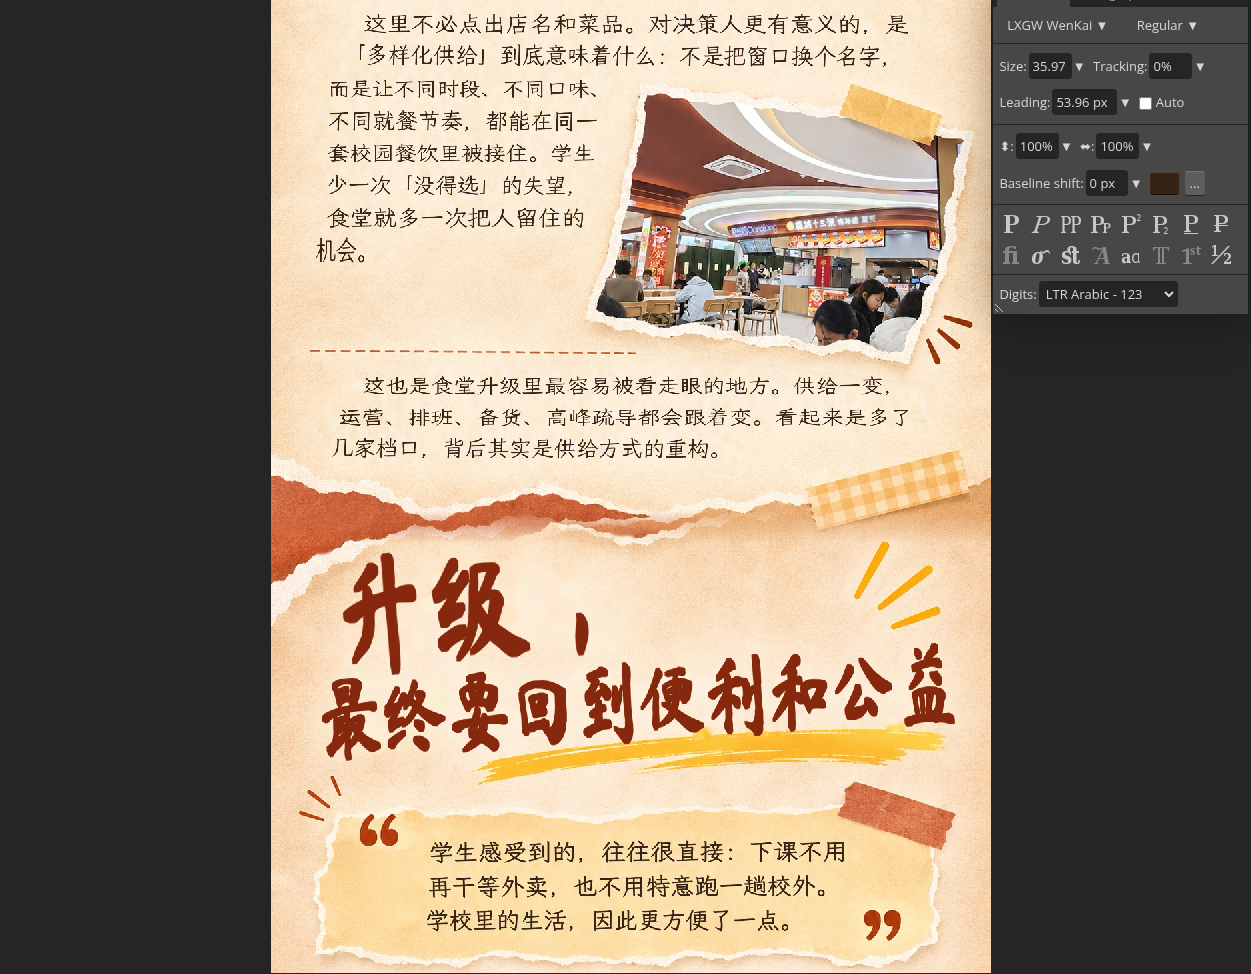 这里不必点出店名和菜品。对决策人更有意义的，是
「多样化供给」到底意味着什么：不是把窗口换个名字，
而是让不同时段、不同口味、
不同就餐节奏，都能在同一
套校园餐饮里被接住。学生
少一次「没得选」的失望，
食堂就多一次把人留住的
机会。
这也是食堂升级里最容易被看走眼的地方。供给一变，
运营、排班、备货、高峰疏导都会跟着变。看起来是多了
几家档口，背后其实是供给方式的重构。
升级，
最终要回到便利和公益
“
学生感受到的，往往很直接：下课不用
再干等外卖，也不用特意跑一趟校外。
学校里的生活，因此更方便了一点。
”
LXGW WenKai ▼ Regular ▼
Size: 35.97 ▼ Tracking: 0% ▼
Leading: 53.96 px ▼ Auto
⬍: 100% ▼ ⬌: 100% ▼
Baseline shift: 0 px ▼ ...
P P PP PP P2 P2 P P
fi σ st A aa T 1st ½
Digits: LTR Arabic - 123